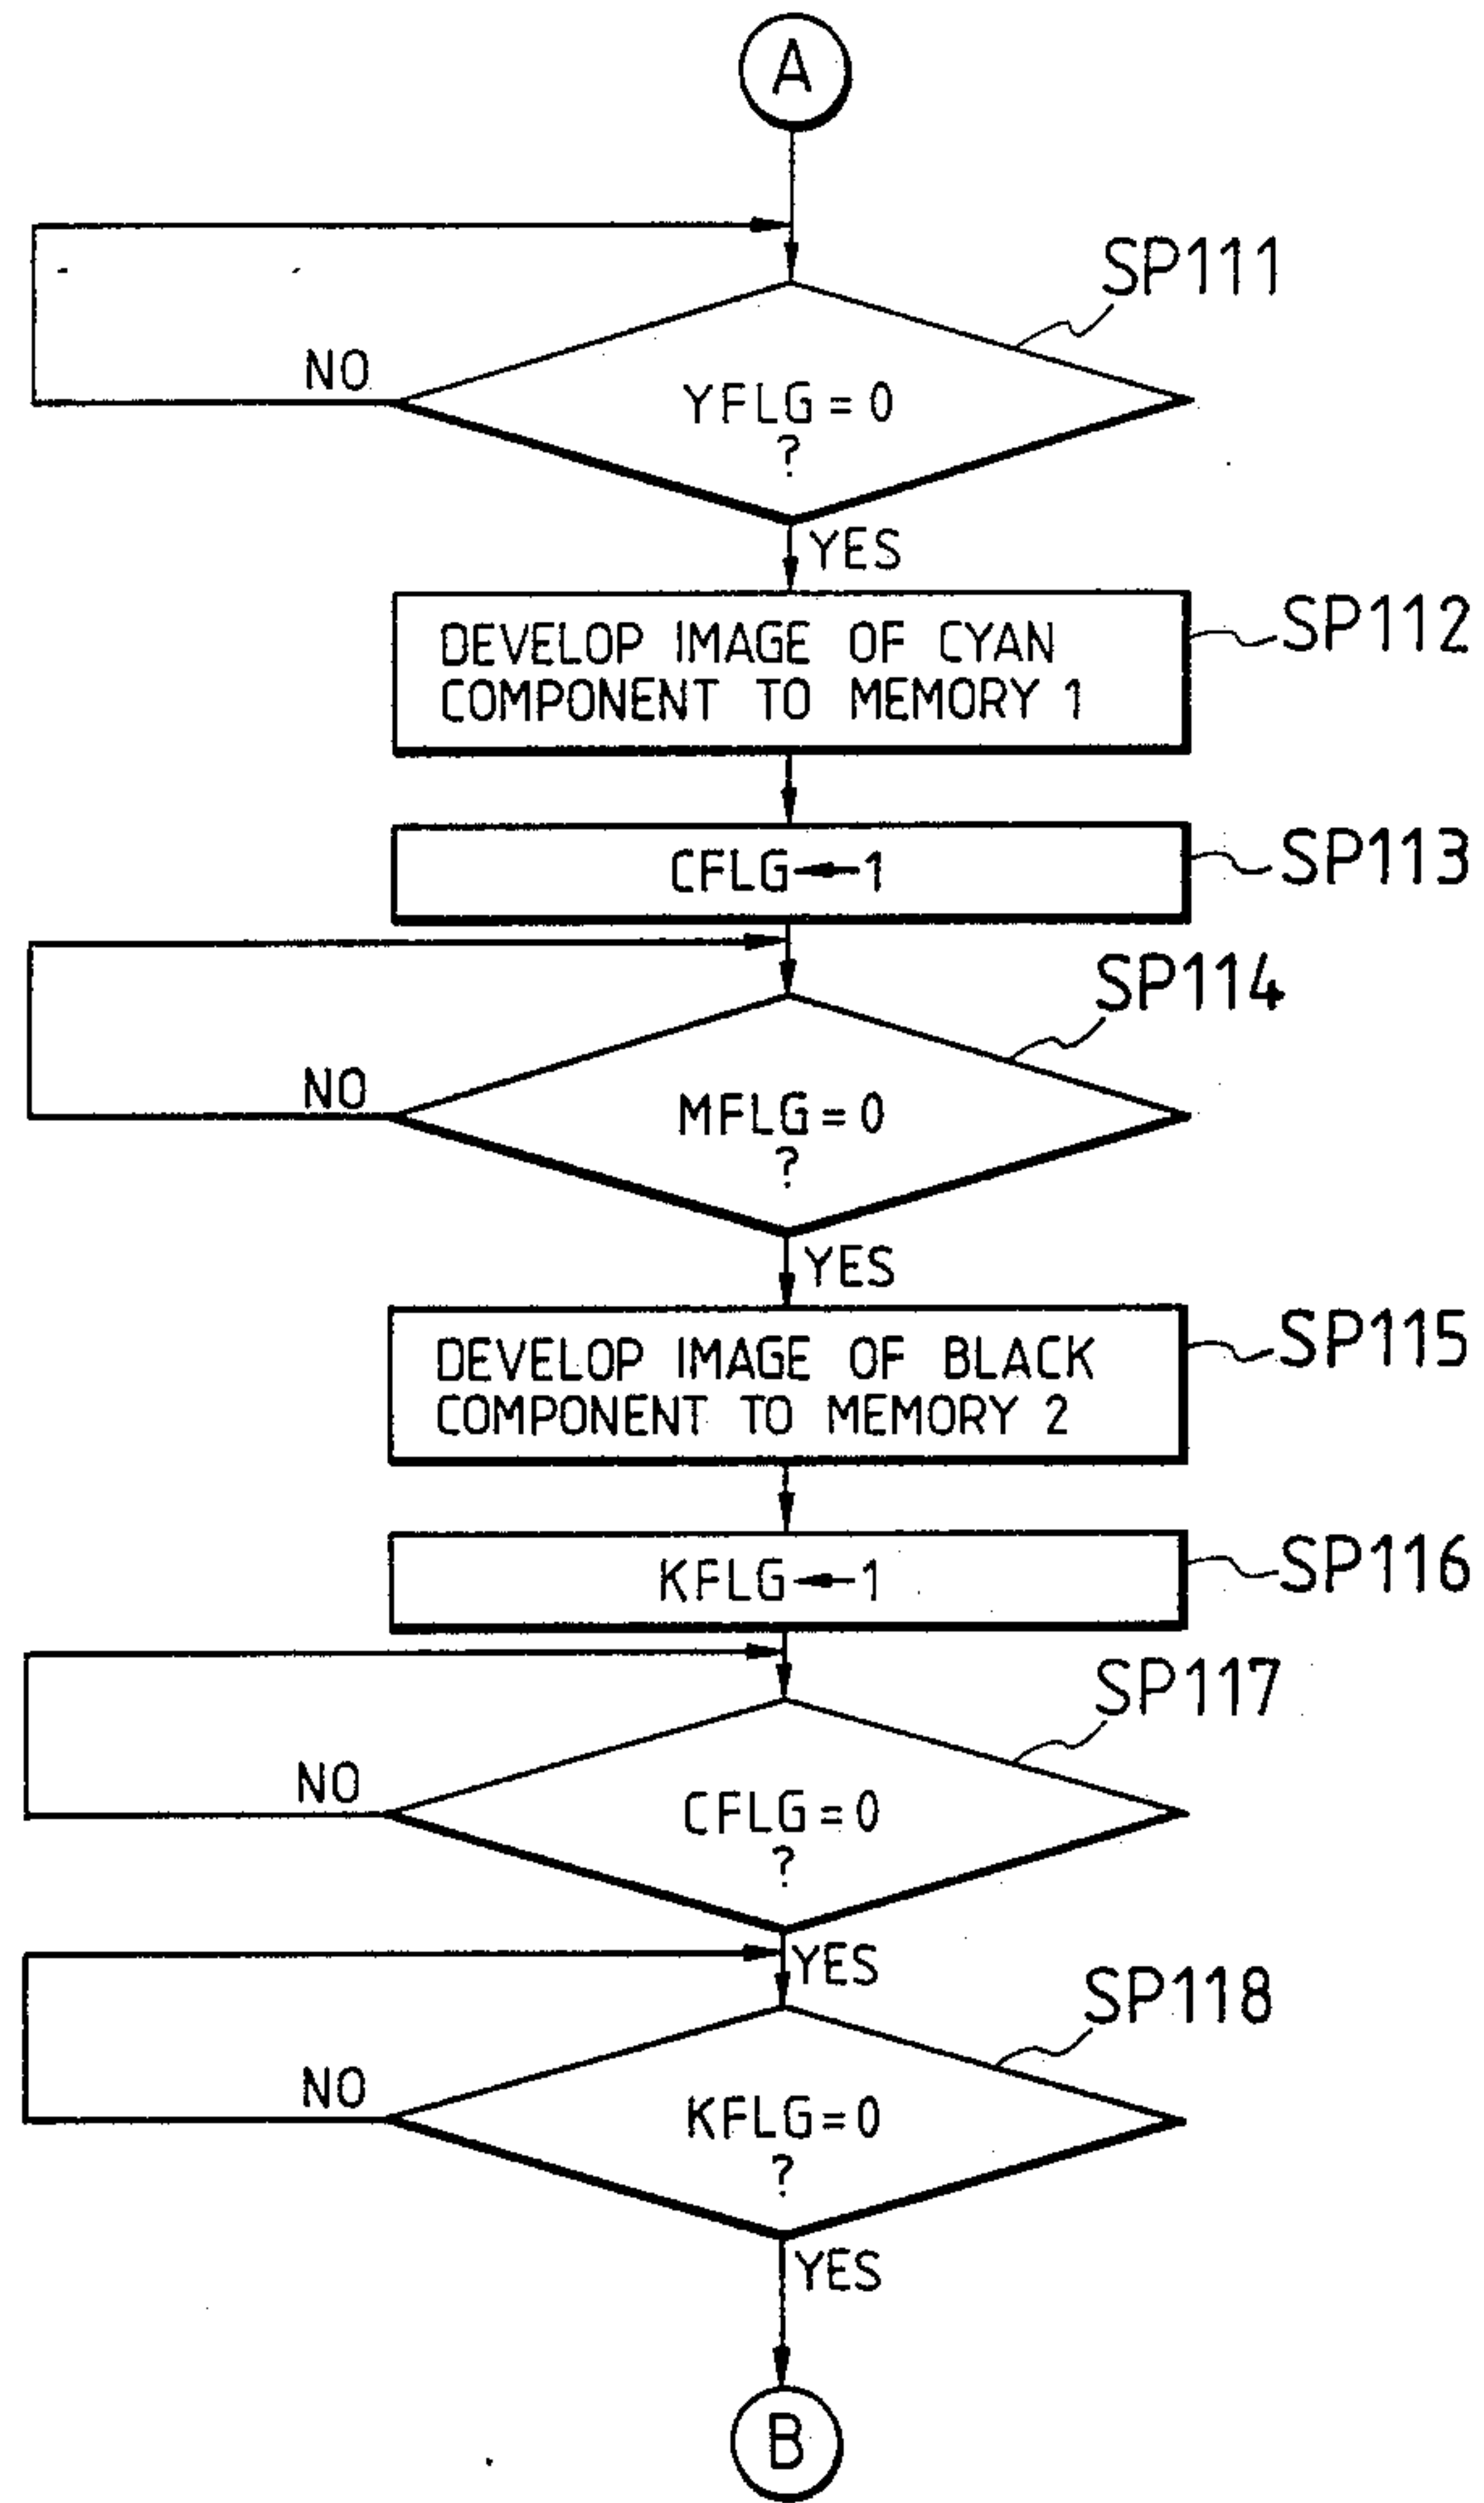 A
SP111
NO
YFLG=0
?
YES
DEVELOP IMAGE OF CYAN
COMPONENT TO MEMORY 1
SP112
CFLG←1
SP113
SP114
NO
MFLG=0
?
YES
DEVELOP IMAGE OF BLACK
COMPONENT TO MEMORY 2
SP115
KFLG←1
SP116
SP117
NO
CFLG=0
?
YES
SP118
NO
KFLG=0
?
YES
B